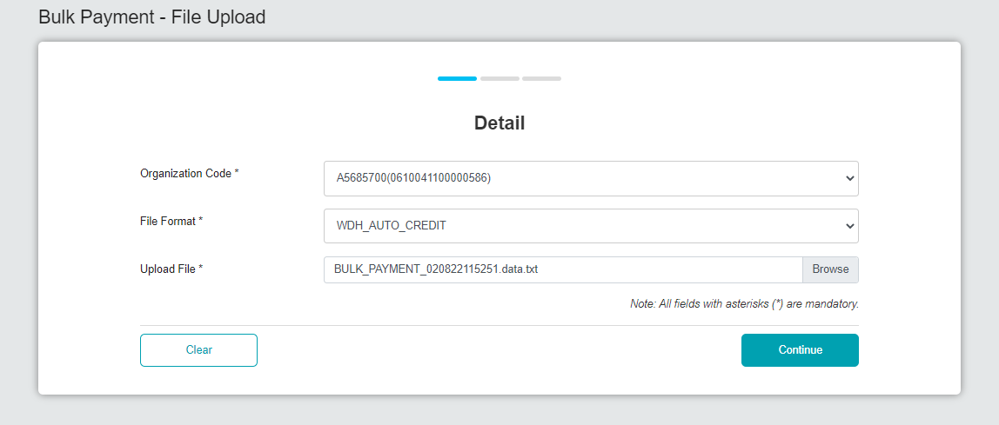 Bulk Payment - File Upload
Detail
Organization Code *
A5685700(0610041100000586)
File Format *
WDH_AUTO_CREDIT
Upload File *
BULK_PAYMENT_020822115251.data.txt
Browse
Note: All fields with asterisks (*) are mandatory.
Clear
Continue